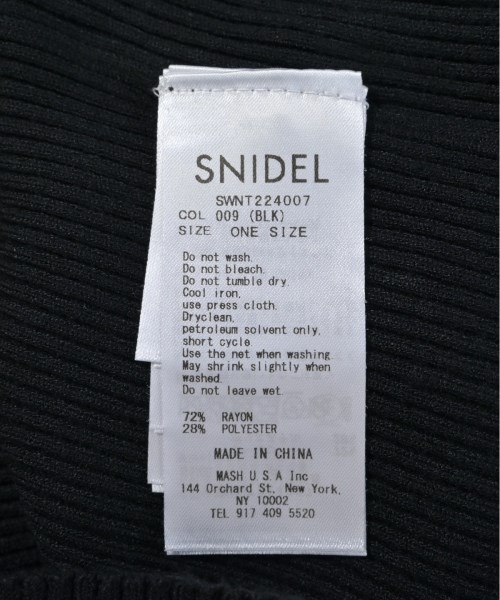 SNIDEL
SWNT224007
COL 009 (BLK)
SIZE ONE SIZE
Do not wash.
Do not bleach.
Do not tumble dry.
Cool iron.
use press cloth.
Dryclean.
petroleum solvent only.
short cycle
Use the net when washing.
May shrink slightly when
washed.
Do not leave wet.
72% RAYON
28% POLYESTER
MADE IN CHINA
MASH U S A Inc
144 Orchard St, New York,
NY 10002
TEL 917 409 5520